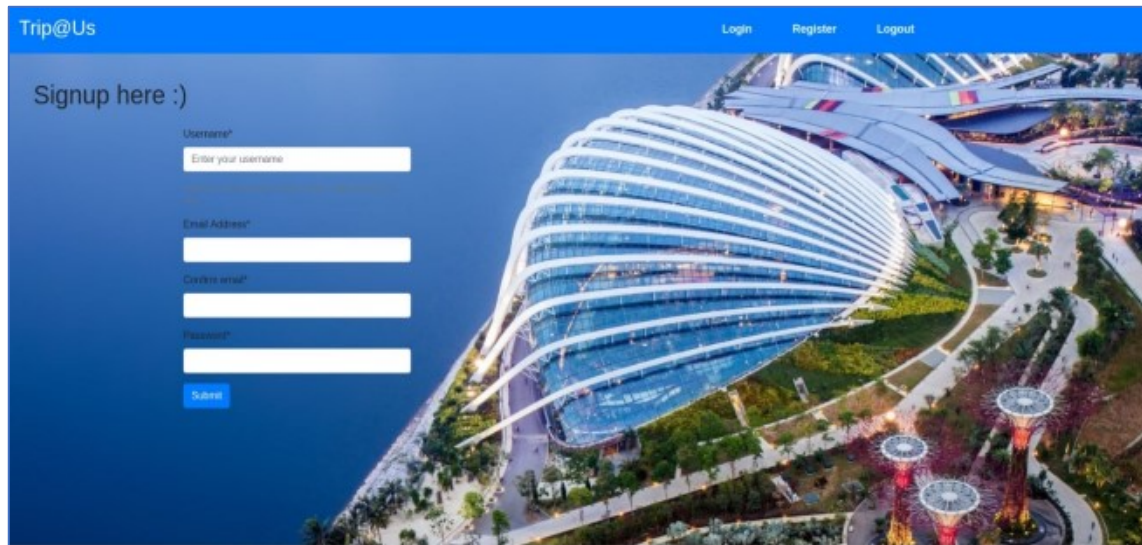 Trip@Us
Login Register Logout
Signup here :)
Username*
Enter your username
Email Address*
Confirm email*
Password*
Submit